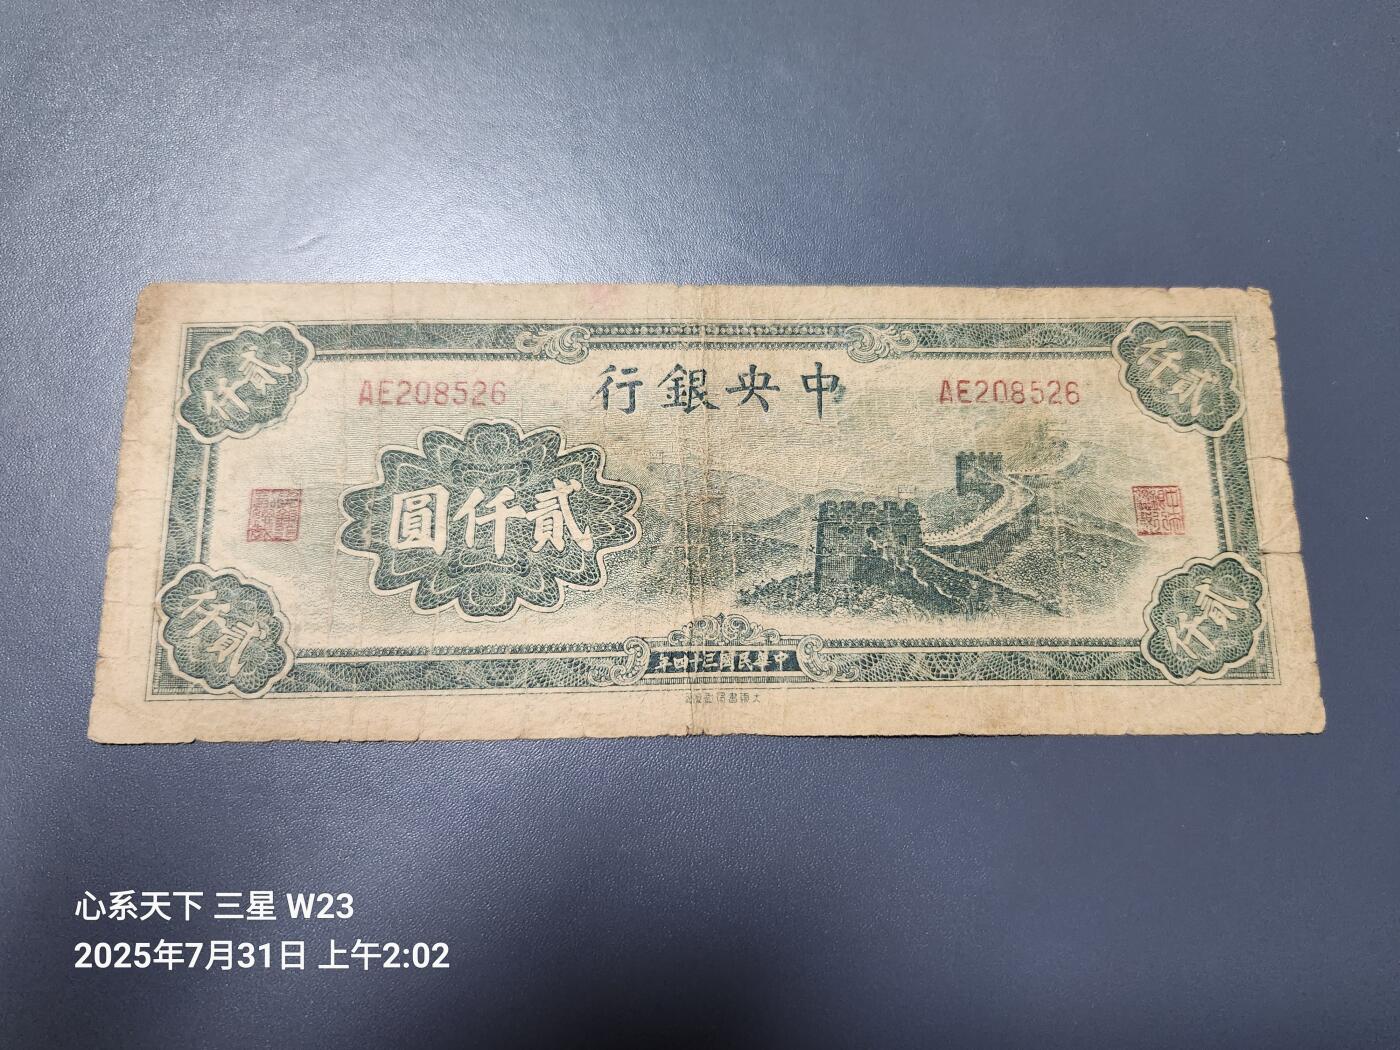 貳仟
AE208526
中央銀行
AE208526
貳仟
貳仟圓
貳仟
中華民國三十四年
貳仟
心系天下 三星 W23
2025年7月31日 上午2:02